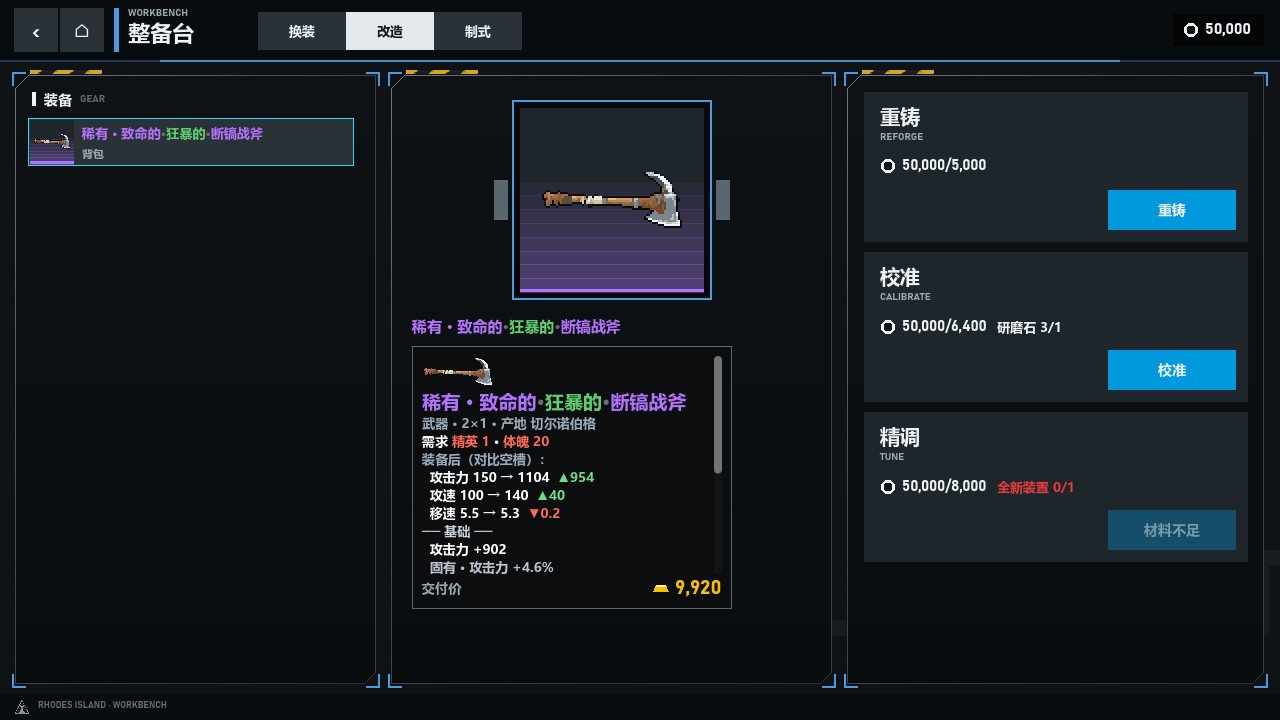 WORKBENCH
整备台
换装
改造
制式
50,000
装备 GEAR
稀有·致命的·狂暴的·断镐战斧
背包
稀有·致命的·狂暴的·断镐战斧
稀有·致命的·狂暴的·断镐战斧
武器·2×1·产地 切尔诺伯格
需求 精英 1·体魄 20
装备后（对比空槽）：
攻击力 150 → 1104 ▲954
攻速 100 → 140 ▲40
移速 5.5 → 5.3 ▼0.2
── 基础 ──
攻击力 +902
固有·攻击力 +4.6%
交付价 9,920
重铸
REFORGE
50,000/5,000
重铸
校准
CALIBRATE
50,000/6,400 研磨石 3/1
校准
精调
TUNE
50,000/8,000 全新装置 0/1
材料不足
RHODES ISLAND · WORKBENCH